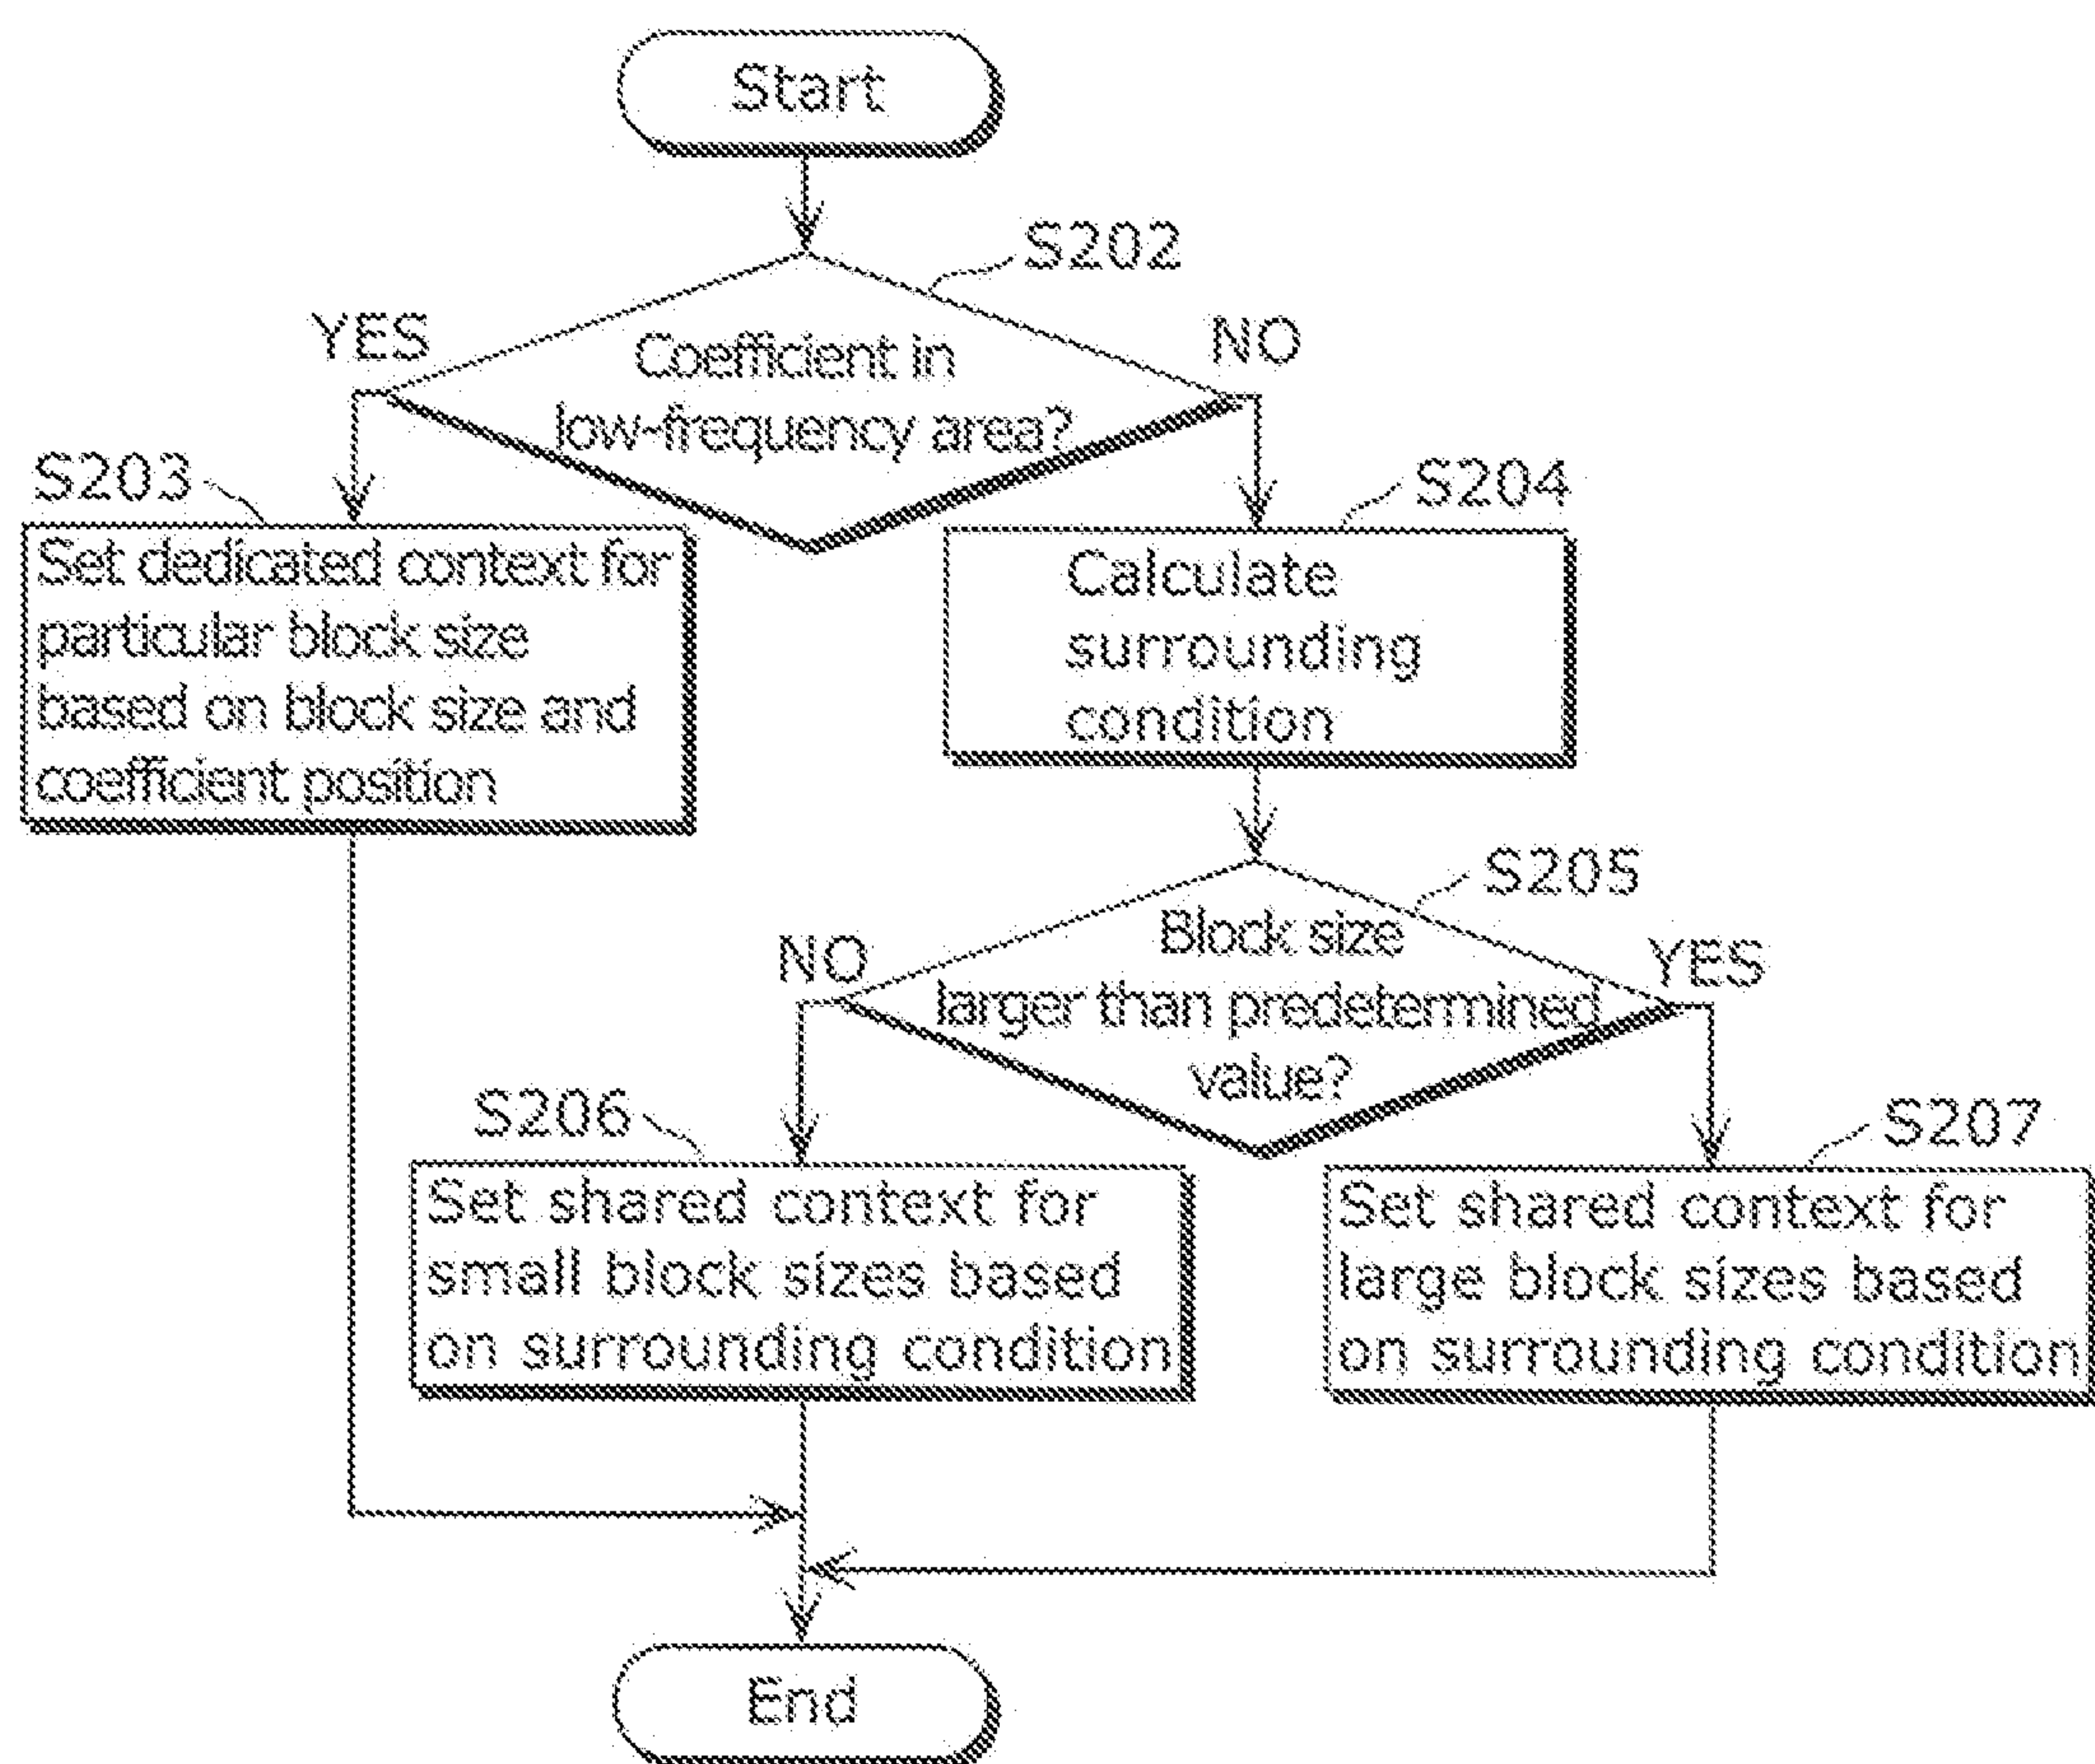 Start
S202
YES
NO
Coefficient in
low-frequency area?
S203
S204
Set dedicated context for
particular block size
based on block size and
coefficient position
Calculate
surrounding
condition
S205
NO
YES
Block size
larger than predetermined
value?
S206
S207
Set shared context for
small block sizes based
on surrounding condition
Set shared context for
large block sizes based
on surrounding condition
End